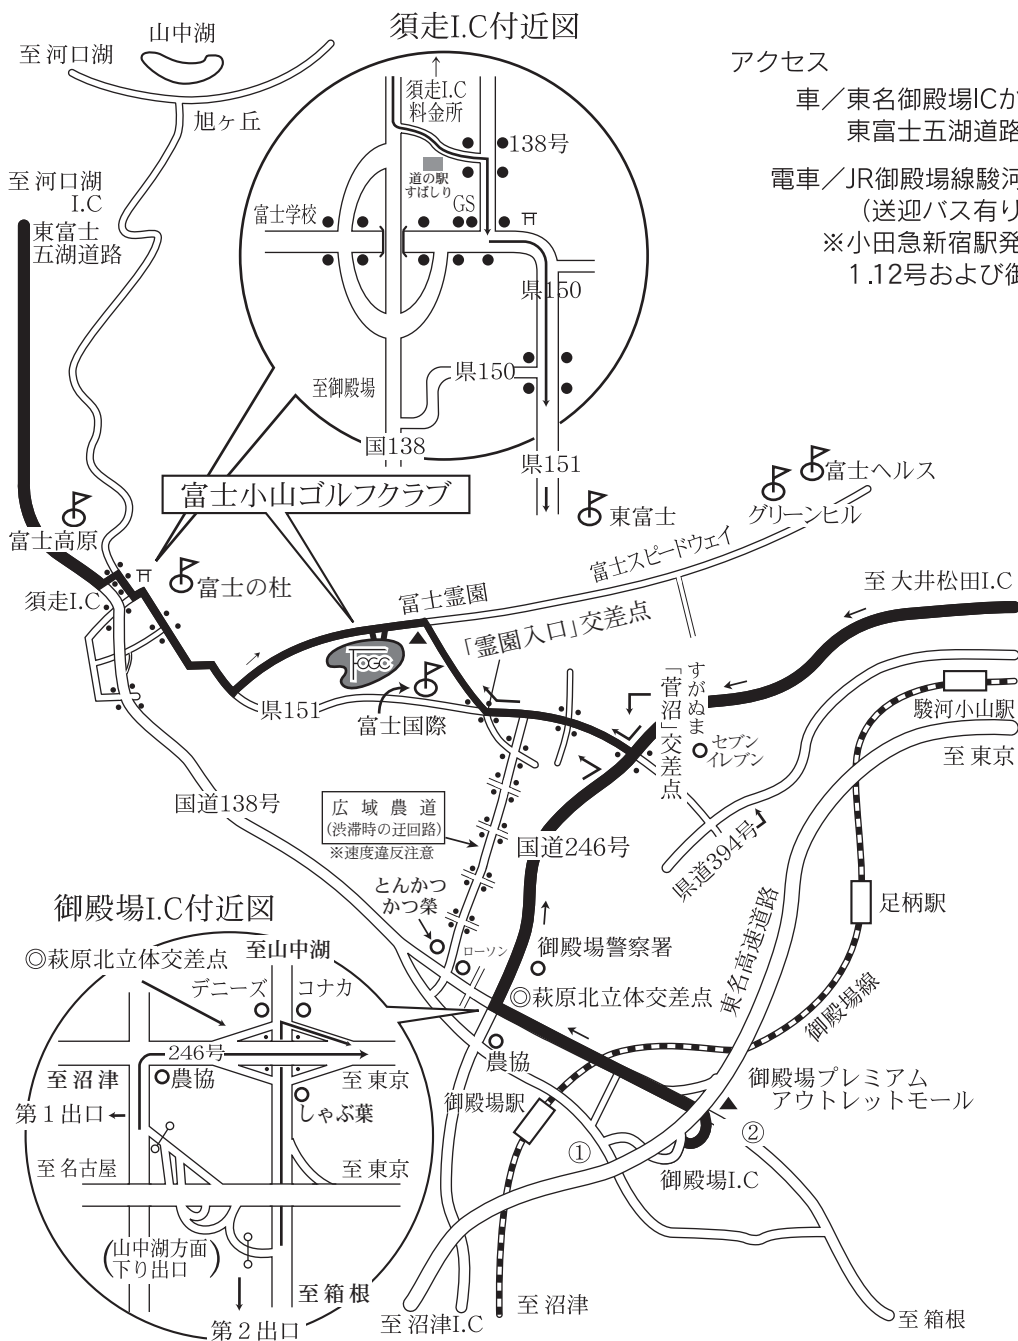 須走I.C付近図
山中湖
至河口湖
旭ヶ丘
アクセス
車／東名御殿場ICか
東富士五湖道路
電車／JR御殿場線駿河
（送迎バス有り
※小田急新宿駅発
1.12号および御
須走I.C
料金所
138号
道の駅
すばしり
GS
富士学校
県150
県150
至御殿場
国138
県151
至河口湖
I.C
東富士
五湖道路
富士小山ゴルフクラブ
富士高原
須走I.C
富士の杜
東富士
グリーンヒル
富士ヘルス
富士スピードウェイ
富士霊園
至大井松田I.C
「霊園入口」交差点
すがぬま
「菅沼」交差点
セブン
イレブン
駿河小山駅
至東京
県151
富士国際
国道138号
広域農道
(渋滞時の迂回路)
※速度違反注意
国道246号
県道394号
とんかつ
かつ榮
ローソン
御殿場警察署
◎萩原北立体交差点
東名高速道路
足柄駅
御殿場線
農協
御殿場駅
御殿場プレミアム
アウトレットモール
①
②
御殿場I.C
至沼津I.C
至沼津
至箱根
御殿場I.C付近図
◎萩原北立体交差点
至山中湖
デニーズ
コナカ
246号
至沼津
農協
至東京
第1出口
しゃぶ葉
至名古屋
至東京
(山中湖方面
下り出口)
至箱根
第2出口